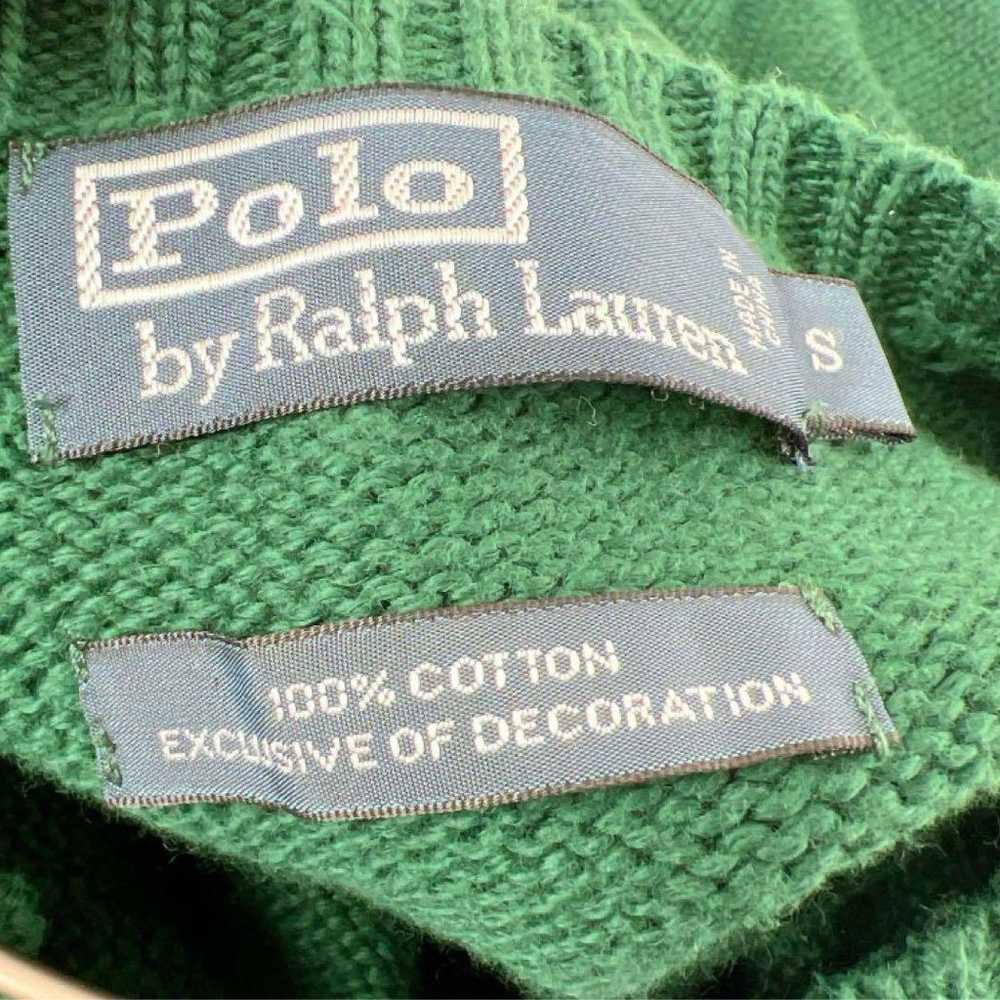 Polo
by Ralph Lauren
MADE IN
CHINA
S
100% COTTON
EXCLUSIVE OF DECORATION